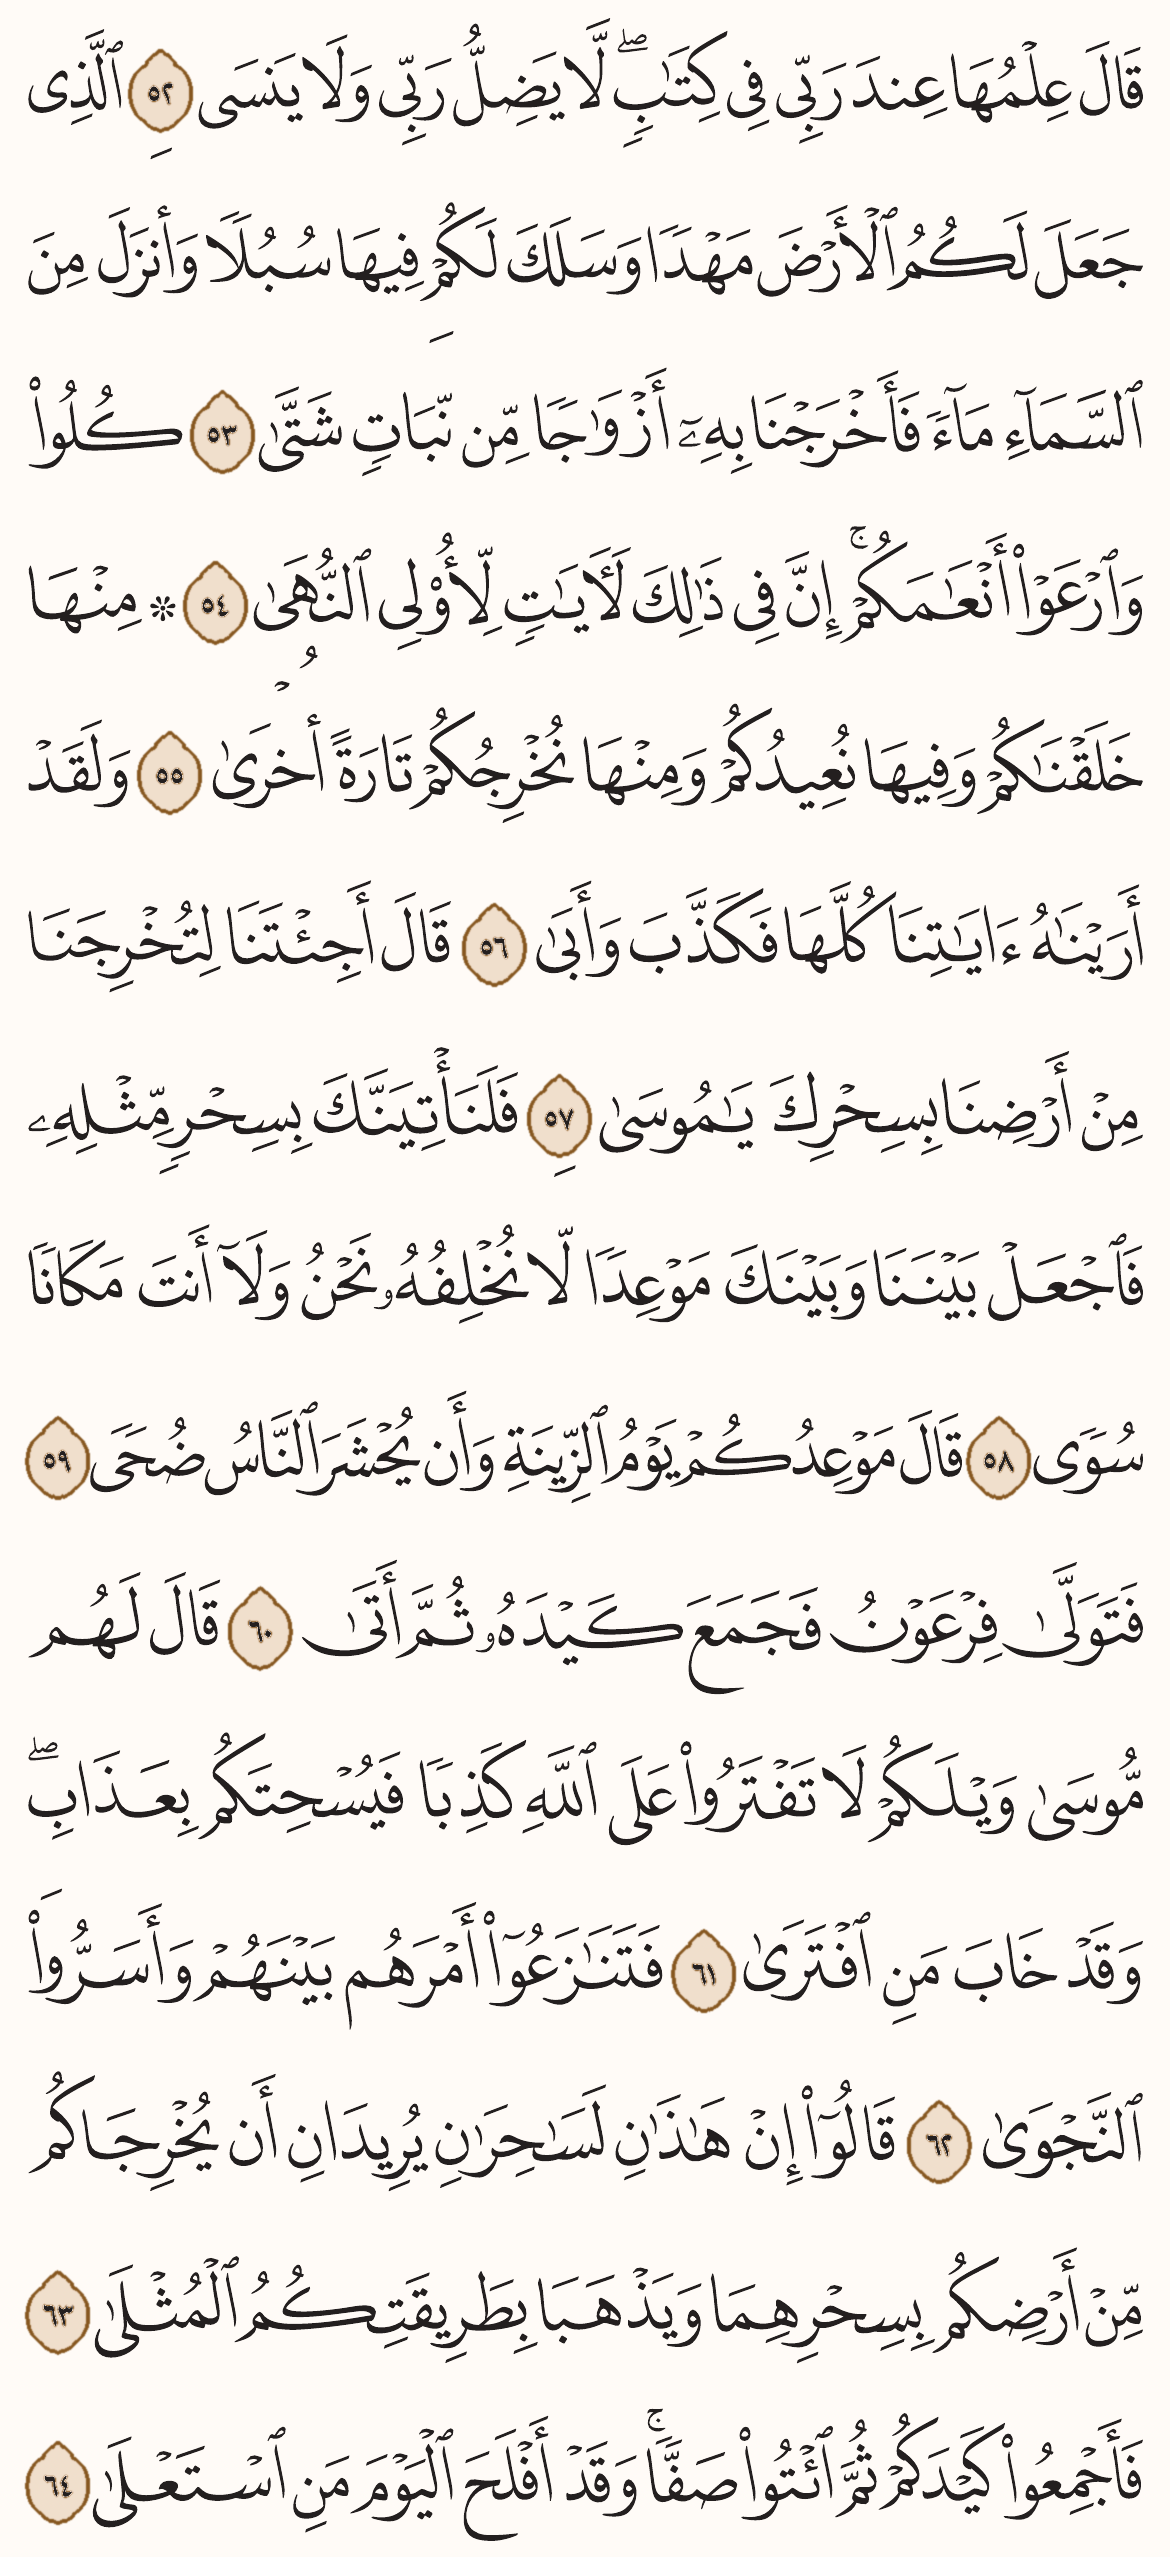 قَالَ عِلْمُهَا عِندَ رَبِّى فِى كِتَٰبٍۖ لَّا يَضِلُّ رَبِّى وَلَا يَنسَى ٥٢ ٱلَّذِى
جَعَلَ لَكُمُ ٱلْأَرْضَ مَهْدًا وَسَلَكَ لَكُمْ فِيهَا سُبُلًا وَأَنزَلَ مِنَ
ٱلسَّمَآءِ مَآءً فَأَخْرَجْنَا بِهِۦٓ أَزْوَٰجًا مِّن نَّبَاتٍ شَتَّىٰ ٥٣ كُلُوا۟
وَٱرْعَوْا۟ أَنْعَٰمَكُمْۚ إِنَّ فِى ذَٰلِكَ لَءَايَٰتٍ لِّأُو۟لِى ٱلنُّهَىٰ ٥٤ ۞ مِنْهَا
خَلَقْنَٰكُمْ وَفِيهَا نُعِيدُكُمْ وَمِنْهَا نُخْرِجُكُمْ تَارَةً أُخْرَىٰ ٥٥ وَلَقَدْ
أَرَيْنَٰهُ ءَايَٰتِنَا كُلَّهَا فَكَذَّبَ وَأَبَىٰ ٥٦ قَالَ أَجِئْتَنَا لِتُخْرِجَنَا
مِنْ أَرْضِنَا بِسِحْرِكَ يَٰمُوسَىٰ ٥٧ فَلَنَأْتِيَنَّكَ بِسِحْرٍ مِّثْلِهِۦ
فَٱجْعَلْ بَيْنَنَا وَبَيْنَكَ مَوْعِدًا لَّا نُخْلِفُهُۥ نَحْنُ وَلَآ أَنتَ مَكَانًا
سُوًى ٥٨ قَالَ مَوْعِدُكُمْ يَوْمُ ٱلزِّينَةِ وَأَن يُحْشَرَ ٱلنَّاسُ ضُحًى ٥٩
فَتَوَلَّىٰ فِرْعَوْنُ فَجَمَعَ كَيْدَهُۥ ثُمَّ أَتَىٰ ٦٠ قَالَ لَهُم
مُّوسَىٰ وَيْلَكُمْ لَا تَفْتَرُوا۟ عَلَى ٱللَّهِ كَذِبًا فَيُسْحِتَكُم بِعَذَابٍۖ
وَقَدْ خَابَ مَنِ ٱفْتَرَىٰ ٦١ فَتَنَٰزَعُوٓا۟ أَمْرَهُم بَيْنَهُمْ وَأَسَرُّوا۟
ٱلنَّجْوَىٰ ٦٢ قَالُوٓا۟ إِنْ هَٰذَٰنِ لَسَٰحِرَٰنِ يُرِيدَانِ أَن يُخْرِجَاكُم
مِّنْ أَرْضِكُم بِسِحْرِهِمَا وَيَذْهَبَا بِطَرِيقَتِكُمُ ٱلْمُثْلَىٰ ٦٣
فَأَجْمِعُوا۟ كَيْدَكُمْ ثُمَّ ٱئْتُوا۟ صَفًّاۚ وَقَدْ أَفْلَحَ ٱلْيَوْمَ مَنِ ٱسْتَعْلَىٰ ٦٤